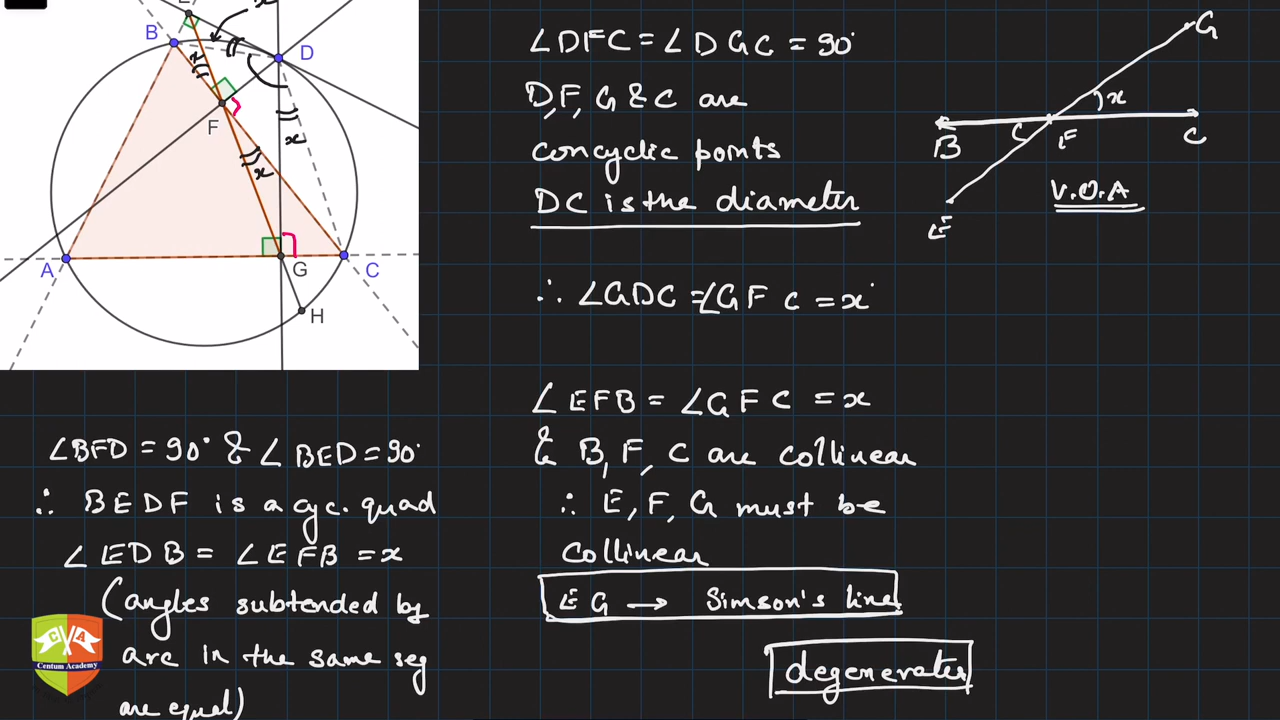 B
D
x
x
F
x
x
A
G
C
H
∠DFC = ∠DGC = 90°
D, F, G & C are
concyclic points
DC is the diameter
∴ ∠GDC = ∠GFC = x°
G
x
B
F
C
E
V.O.A
∠BFD = 90° & ∠BED = 90°
∴ BEDF is a cyc. quad
∠EDB = ∠EFB = x
(angles subtended by
arc in the same seg
are equal)
∠EFB = ∠GFC = x
& B, F, C are collinear
∴ E, F, G must be
collinear
EG → Simson's line
degenerates
C A
Centum Academy